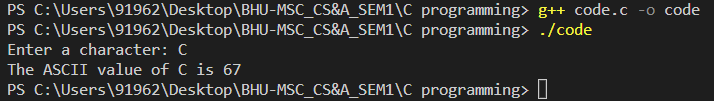 PS C:\Users\91962\Desktop\BHU-MSC_CS&A_SEM1\C programming> g++ code.c -o code
PS C:\Users\91962\Desktop\BHU-MSC_CS&A_SEM1\C programming> ./code
Enter a character: C
The ASCII value of C is 67
PS C:\Users\91962\Desktop\BHU-MSC_CS&A_SEM1\C programming>